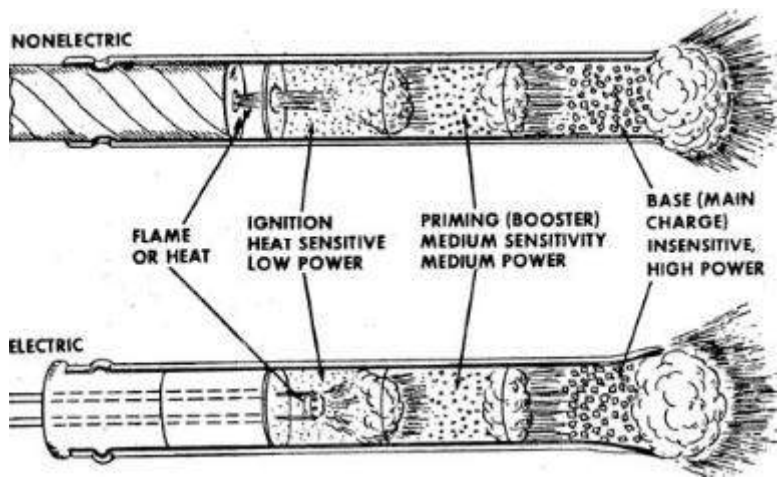 NONELECTRIC
FLAME
OR HEAT
IGNITION
HEAT SENSITIVE
LOW POWER
PRIMING (BOOSTER)
MEDIUM SENSITIVITY
MEDIUM POWER
BASE (MAIN
CHARGE)
INSENSITIVE,
HIGH POWER
ELECTRIC